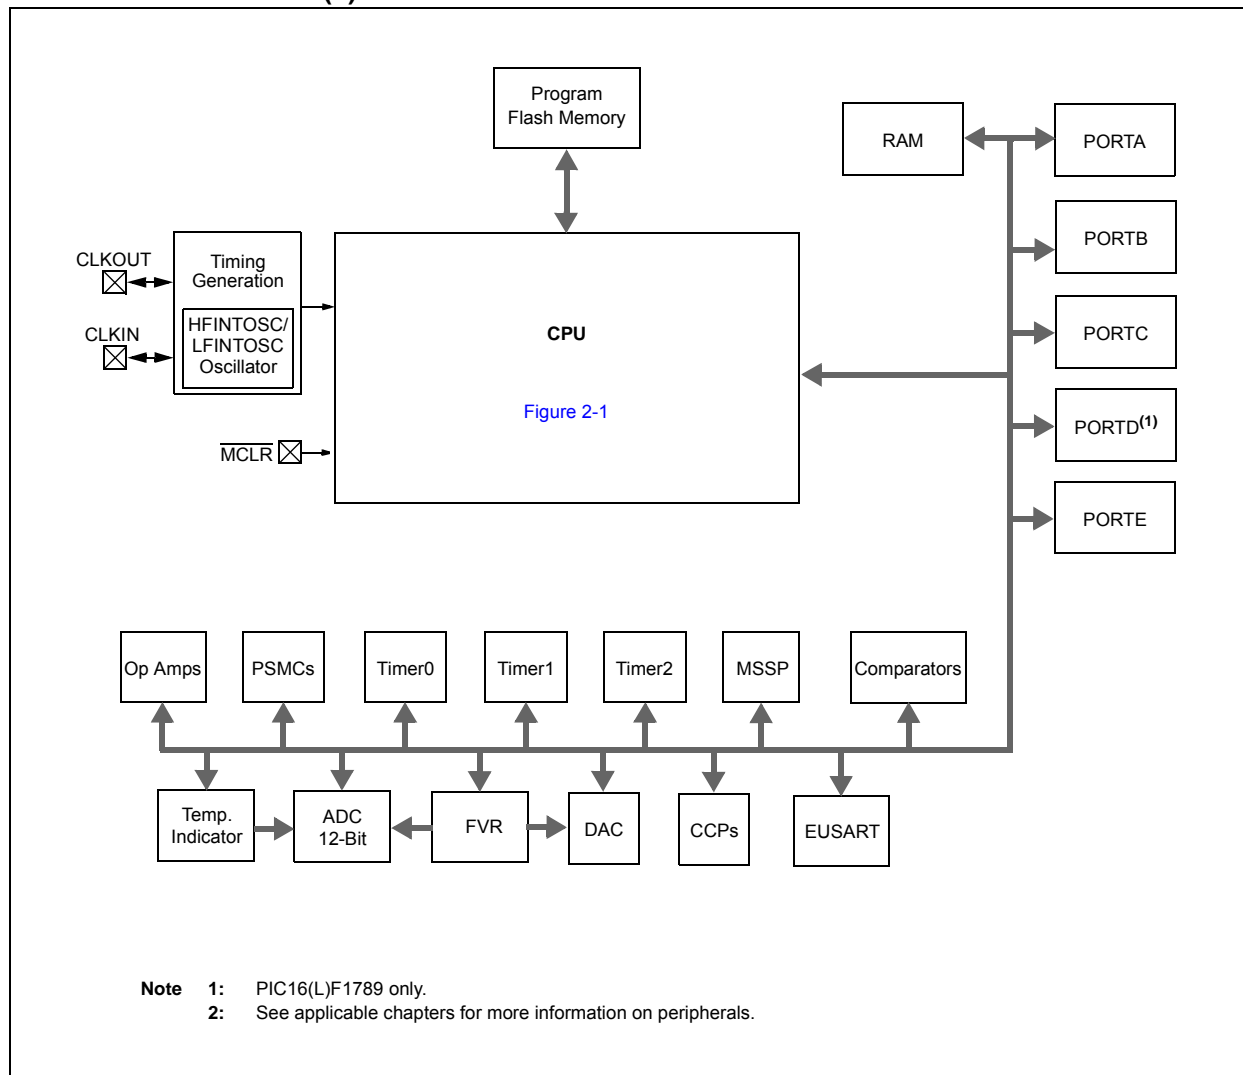 Program
Flash Memory
RAM
PORTA
PORTB
CLKOUT
Timing
Generation
HFINTOSC/
LFINTOSC
Oscillator
CLKIN
CPU
PORTC
Figure 2-1
PORTD(1)
MCLR
PORTE
Op Amps
PSMCs
Timer0
Timer1
Timer2
MSSP
Comparators
Temp.
Indicator
ADC
12-Bit
FVR
DAC
CCPs
EUSART
Note 1: PIC16(L)F1789 only.
2: See applicable chapters for more information on peripherals.